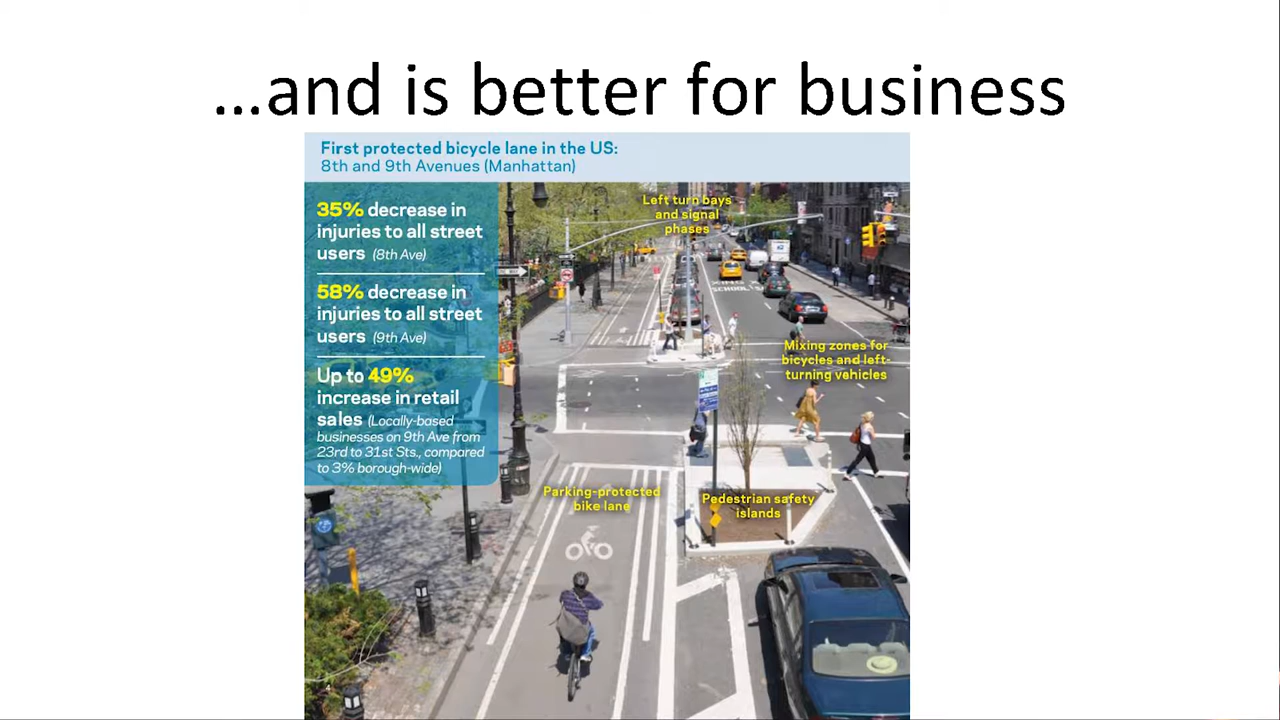 ...and is better for business
First protected bicycle lane in the US:
8th and 9th Avenues (Manhattan)
35% decrease in
injuries to all street
users (8th Ave)
58% decrease in
injuries to all street
users (9th Ave)
Up to 49%
increase in retail
sales (Locally-based
businesses on 9th Ave from
23rd to 31st Sts., compared
to 3% borough-wide)
Left turn bays
and signal
phases
Mixing zones for
bicycles and left-
turning vehicles
Parking-protected
bike lane
Pedestrian safety
islands
XING
SCHOOL
4